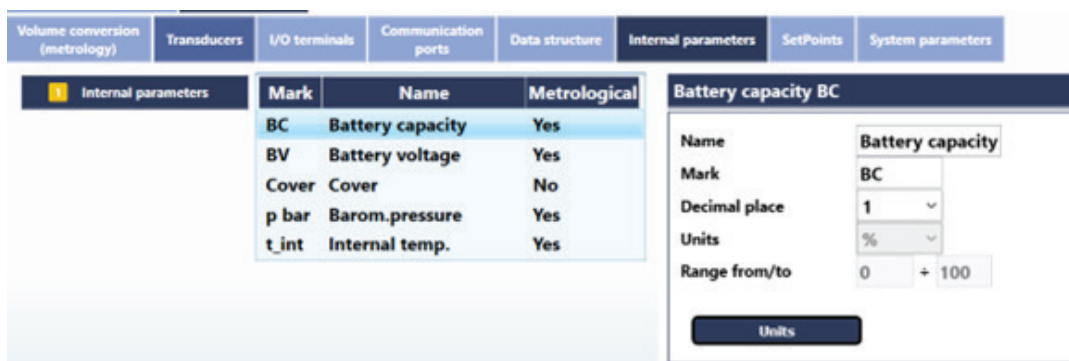 Volume conversion
(metrology)
Transducers
I/O terminals
Communication
ports
Data structure
Internal parameters
SetPoints
System parameters
1 Internal parameters
Mark Name Metrological
BC Battery capacity Yes
BV Battery voltage Yes
Cover Cover No
p bar Barom.pressure Yes
t_int Internal temp. Yes
Battery capacity BC
Name Battery capacity
Mark BC
Decimal place 1
Units %
Range from/to 0 ÷ 100
Units